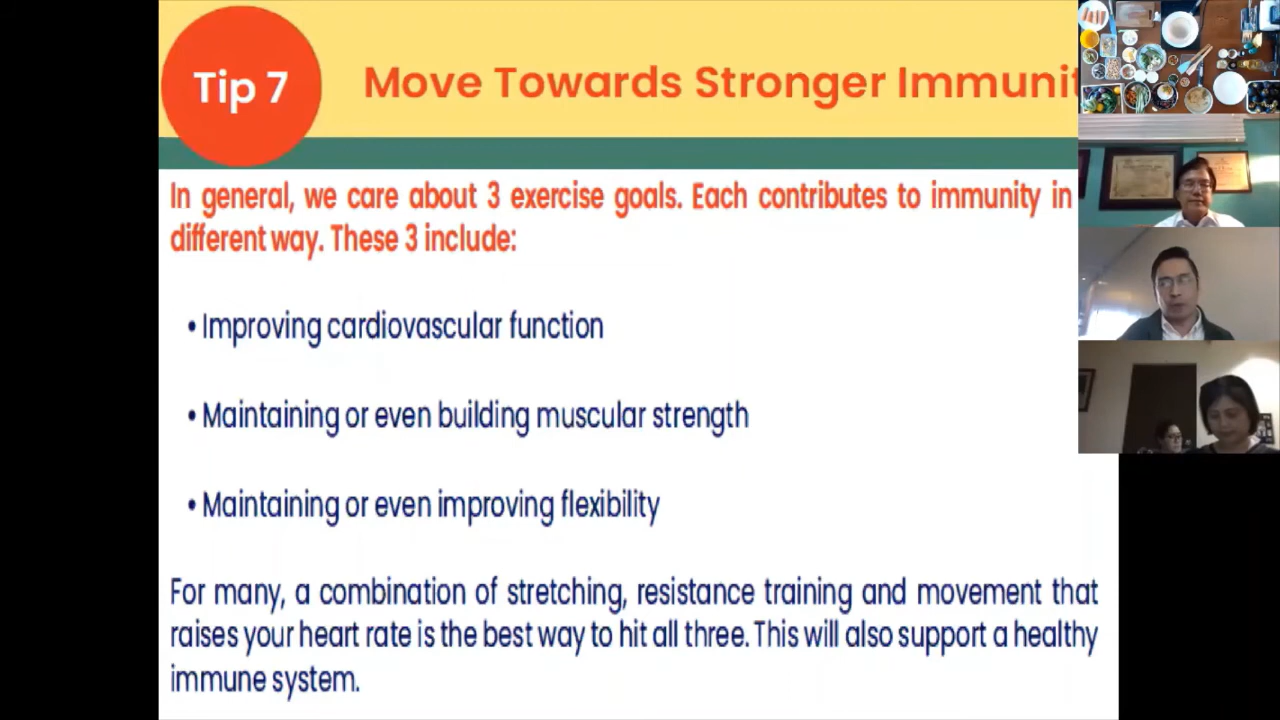 Tip 7
Move Towards Stronger Immunit
In general, we care about 3 exercise goals. Each contributes to immunity in
different way. These 3 include:
• Improving cardiovascular function
• Maintaining or even building muscular strength
• Maintaining or even improving flexibility
For many, a combination of stretching, resistance training and movement that
raises your heart rate is the best way to hit all three. This will also support a healthy
immune system.